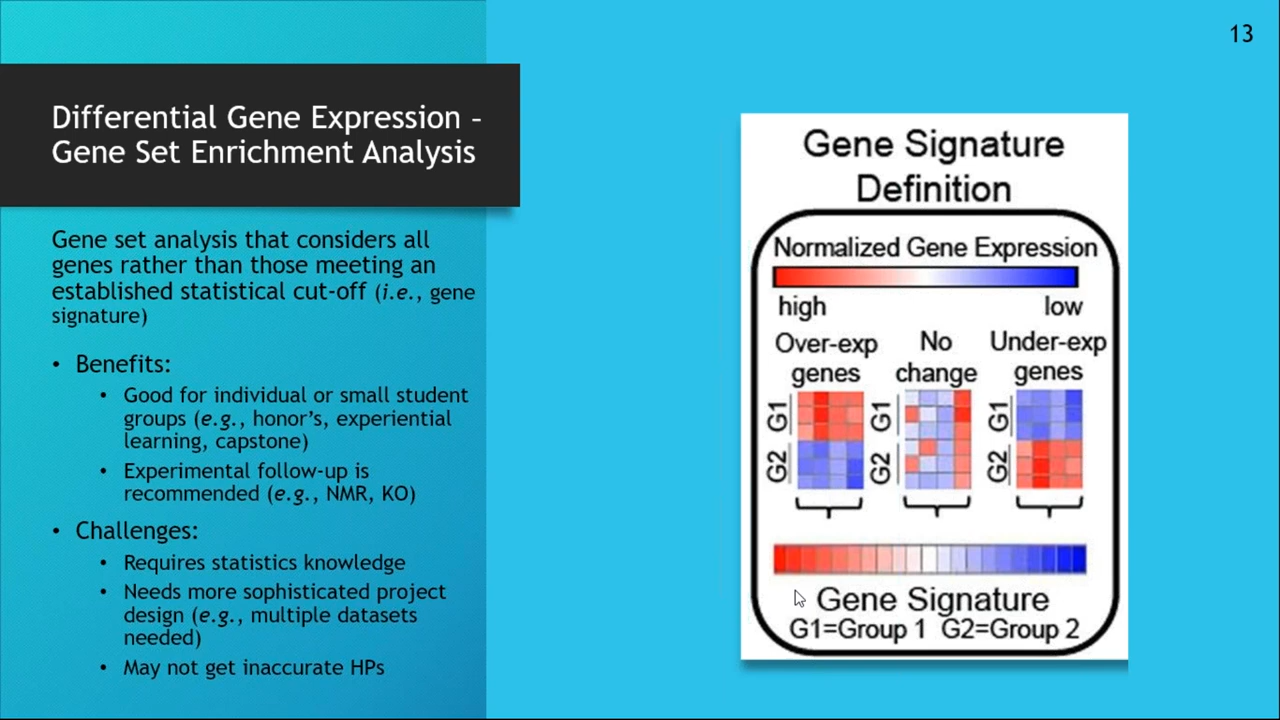 13
Differential Gene Expression –
Gene Set Enrichment Analysis
Gene set analysis that considers all
genes rather than those meeting an
established statistical cut-off (i.e., gene
signature)
• Benefits:
• Good for individual or small student
groups (e.g., honor’s, experiential
learning, capstone)
• Experimental follow-up is
recommended (e.g., NMR, KO)
• Challenges:
• Requires statistics knowledge
• Needs more sophisticated project
design (e.g., multiple datasets
needed)
• May not get inaccurate HPs
Gene Signature
Definition
Normalized Gene Expression
high low
Over-exp No Under-exp
genes change genes
G1 G1 G1
G2 G2 G2
Gene Signature
G1=Group 1 G2=Group 2